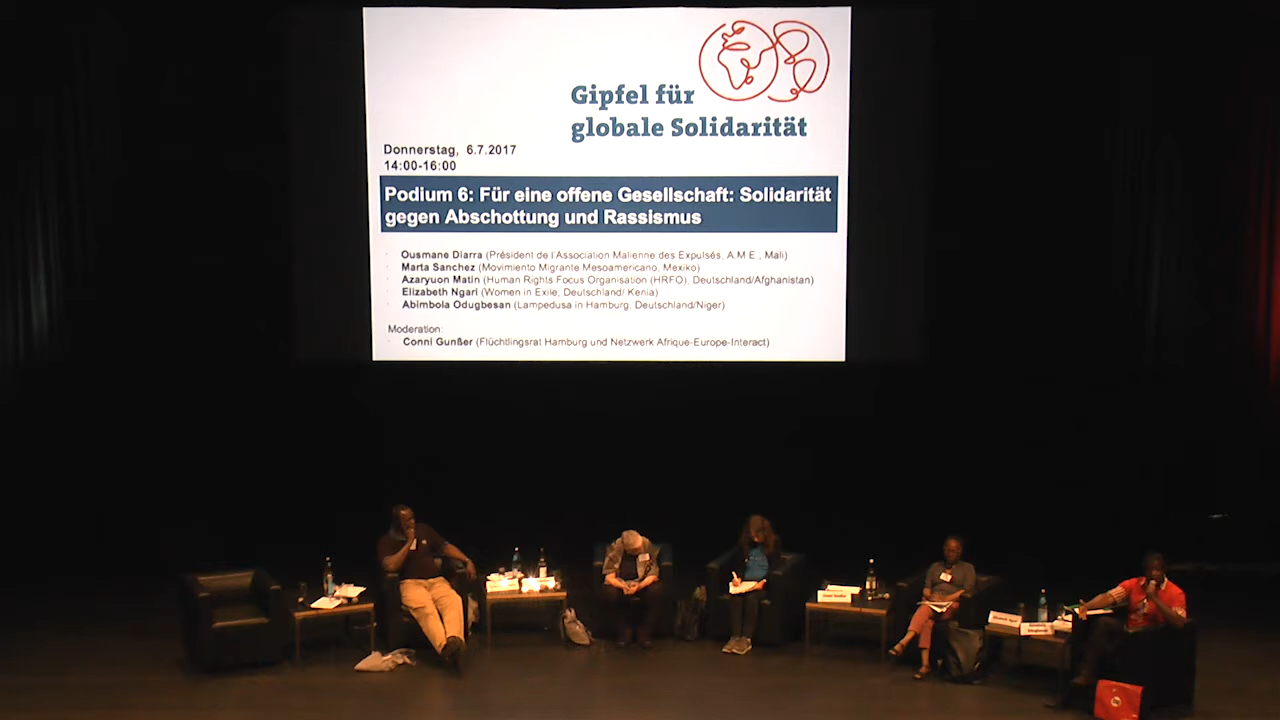 Gipfel für
globale Solidarität
Donnerstag, 6.7.2017
14:00-16:00
Podium 6: Für eine offene Gesellschaft: Solidarität
gegen Abschottung und Rassismus
Ousmane Diarra (Président de l'Association Malienne des Expulsés, A.M.E., Mali)
Marta Sanchez (Movimiento Migrante Mesoamericano, Mexiko)
Azaryuon Matin (Human Rights Focus Organisation (HRFO), Deutschland/Afghanistan)
Elizabeth Ngari (Women in Exile, Deutschland/ Kenia)
Abimbola Odugbesan (Lampedusa in Hamburg, Deutschland/Niger)
Moderation:
Conni Gunßer (Flüchtlingsrat Hamburg und Netzwerk Afrique-Europe-Interact)